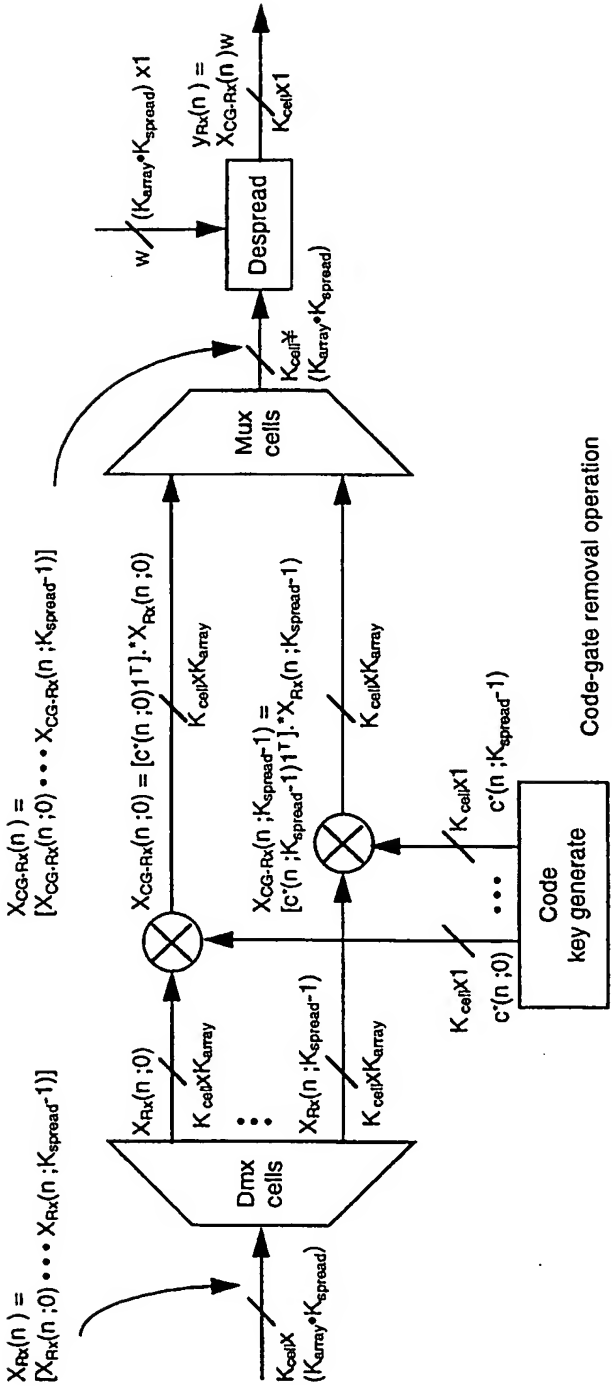 X_Rx(n) =
[X_Rx(n;0) ••• X_Rx(n;K_spread-1)]
K_cell x
(K_array•K_spread)
Dmx
cells
X_Rx(n;0)
K_cell x K_array
•••
X_Rx(n;K_spread-1)
K_cell x K_array
X_CG-Rx(n) =
[X_CG-Rx(n;0) ••• X_CG-Rx(n;K_spread-1)]
X_CG-Rx(n;0) = [c*(n;0)1^T].*X_Rx(n;0)
K_cell x K_array
X_CG-Rx(n;K_spread-1) =
[c*(n;K_spread-1)1^T].*X_Rx(n;K_spread-1)
K_cell x K_array
K_cell x1
c*(n;0)
•••
K_cell x1
c*(n;K_spread-1)
Code
key generate
Mux
cells
K_cell¥
(K_array•K_spread)
w
(K_array•K_spread) x1
Despread
y_Rx(n) =
X_CG-Rx(n)w
K_cell x1
Code-gate removal operation